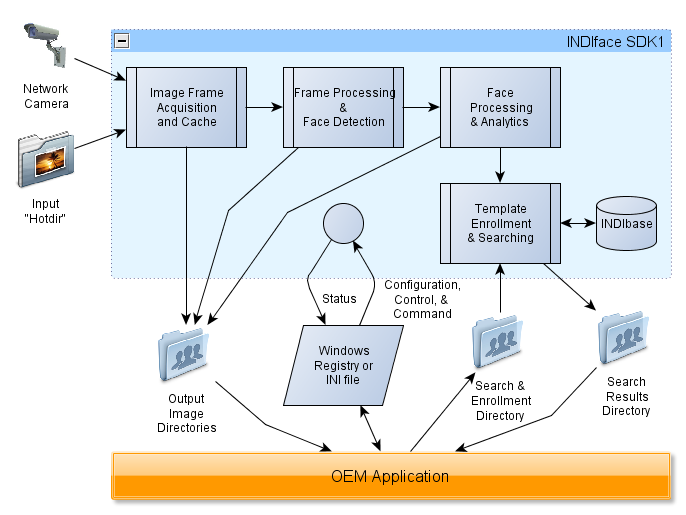 INDIface SDK1
Network
Camera
Input
"Hotdir"
Image Frame
Acquisition
and Cache
Frame Processing
&
Face Detection
Face
Processing
& Analytics
Template
Enrollment
& Searching
INDIbase
Status
Configuration,
Control, &
Command
Windows
Registry or
INI file
Output
Image
Directories
Search &
Enrollment
Directory
Search
Results
Directory
OEM Application